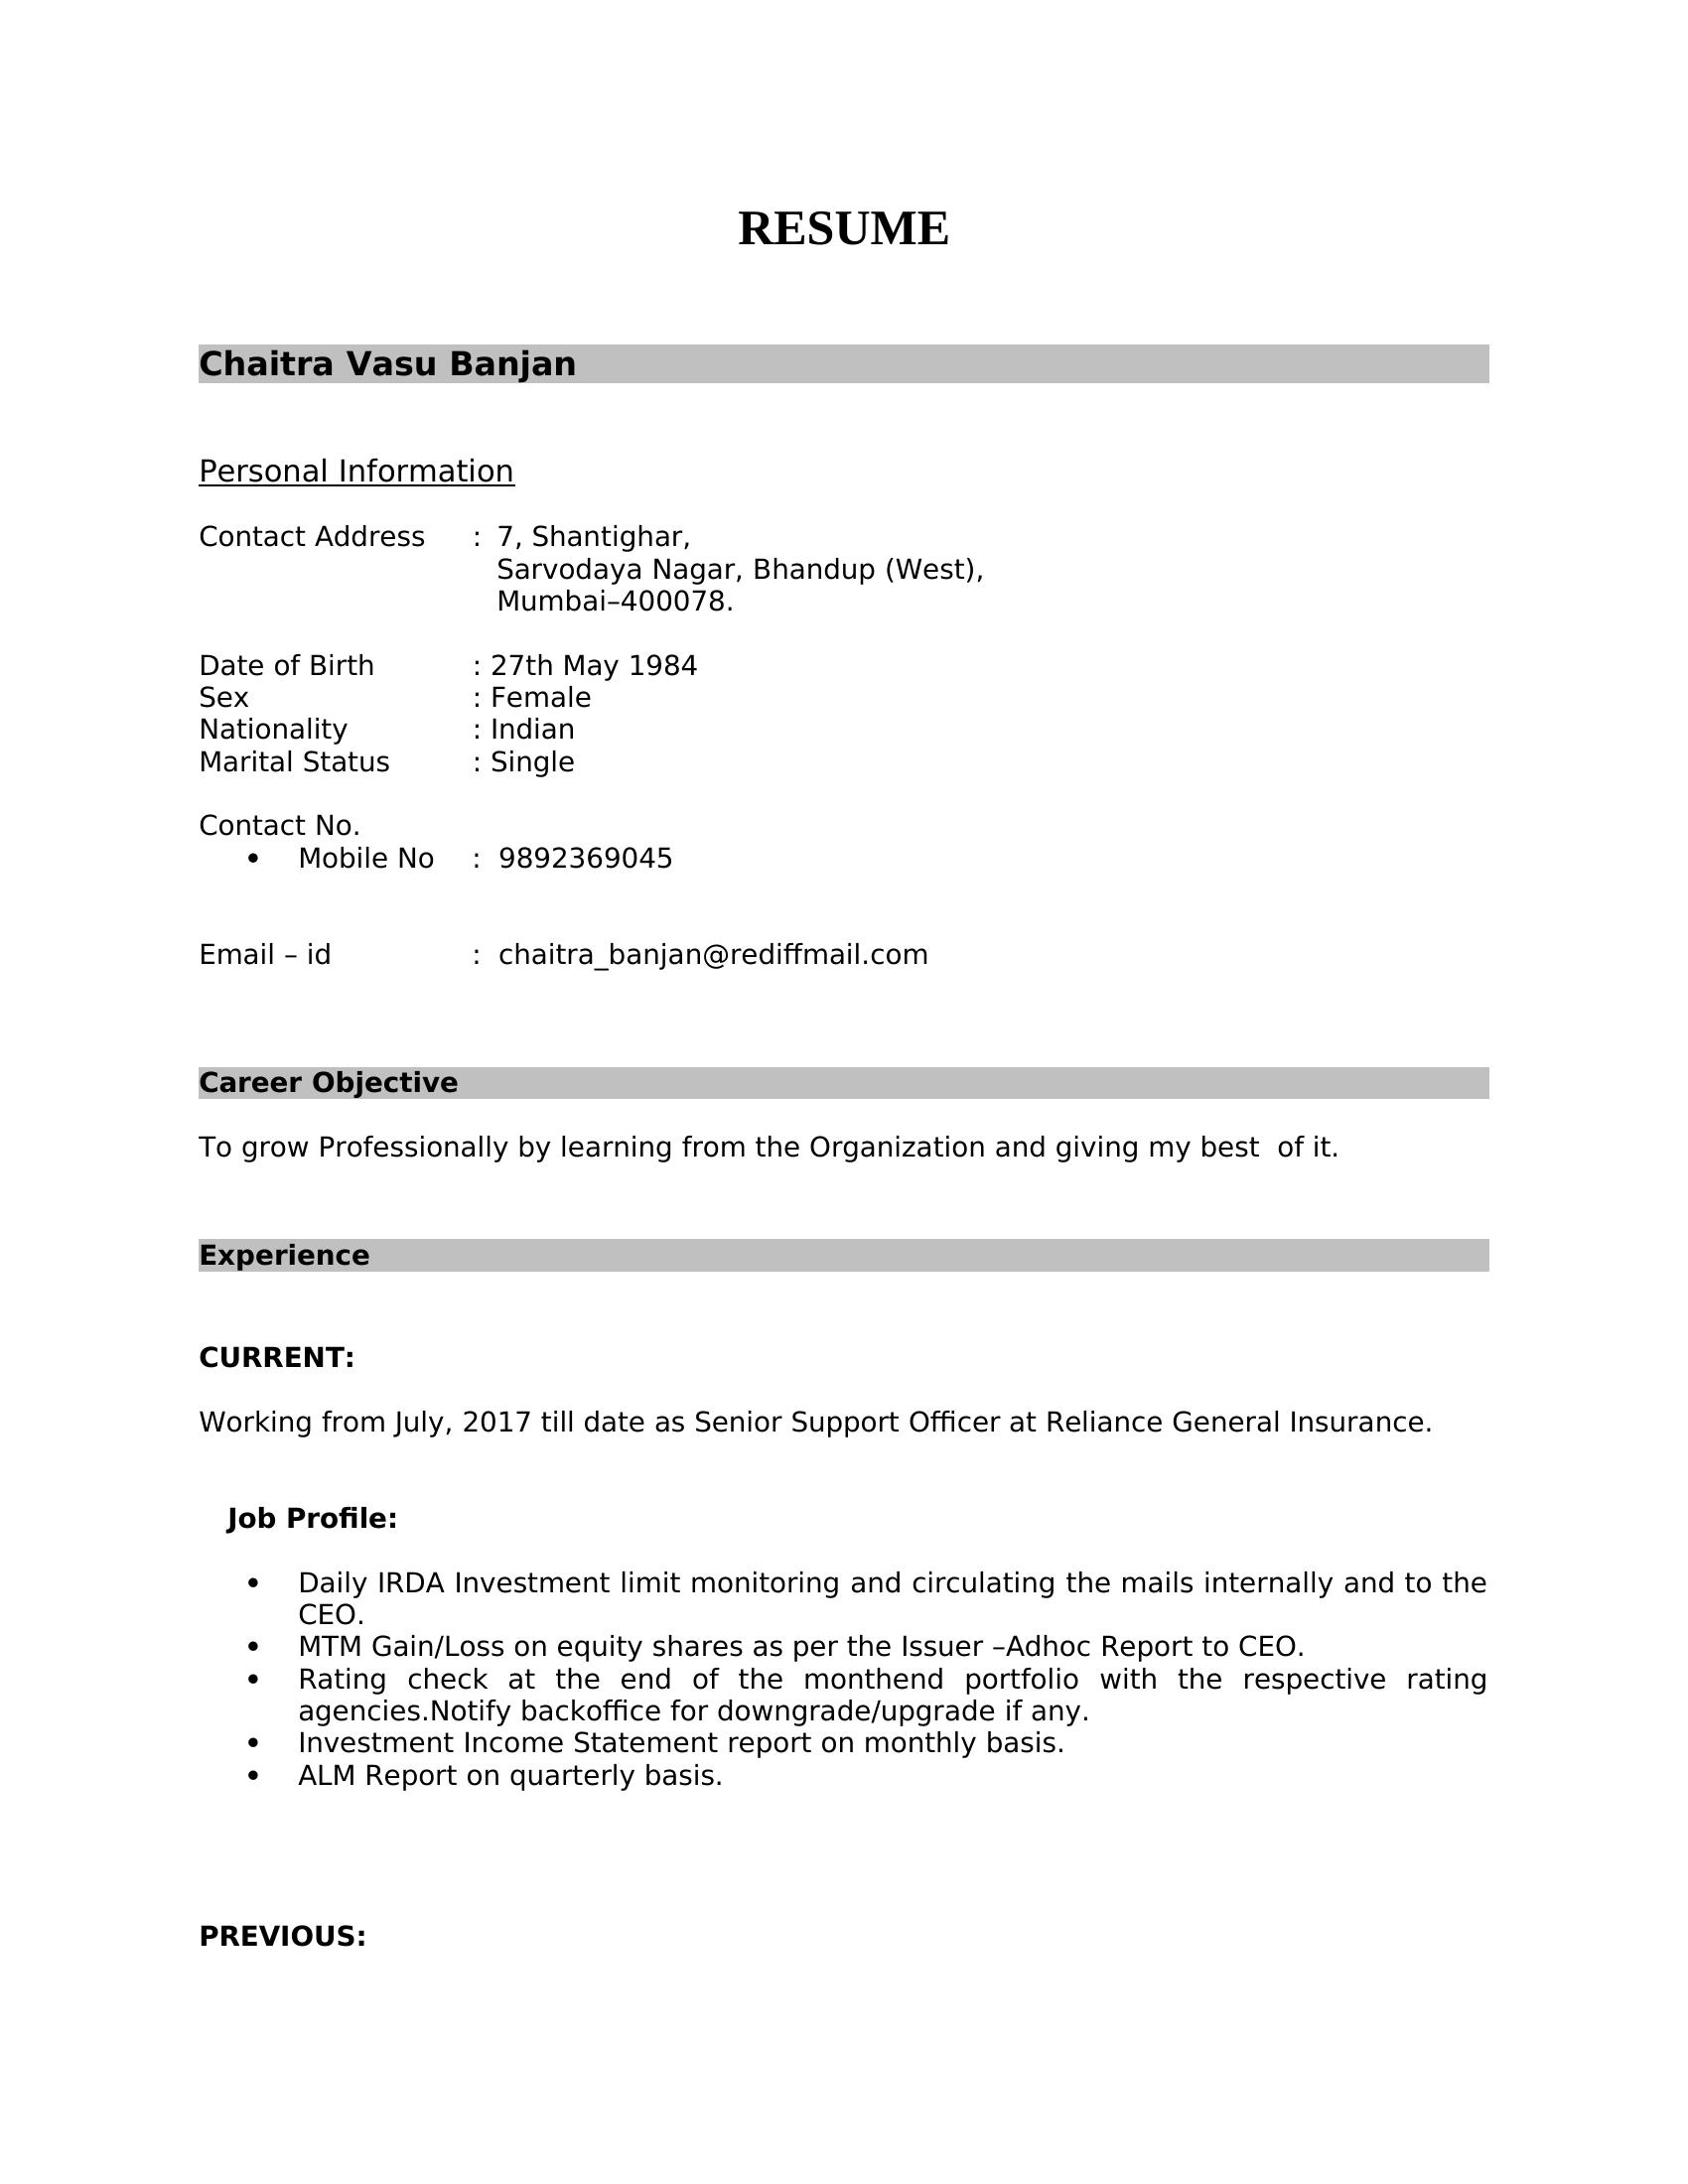 RESUME
Chaitra Vasu Banjan
Personal Information
Contact Address : 7, Shantighar,
Sarvodaya Nagar, Bhandup (West),
Mumbai–400078.
Date of Birth : 27th May 1984
Sex : Female
Nationality : Indian
Marital Status : Single
Contact No.
• Mobile No : 9892369045
Email – id : chaitra_banjan@rediffmail.com
Career Objective
To grow Professionally by learning from the Organization and giving my best  of it.
Experience
CURRENT:
Working from July, 2017 till date as Senior Support Officer at Reliance General Insurance.
Job Profile:
• Daily IRDA Investment limit monitoring and circulating the mails internally and to the
CEO.
• MTM Gain/Loss on equity shares as per the Issuer –Adhoc Report to CEO.
• Rating check at the end of the monthend portfolio with the respective rating
agencies.Notify backoffice for downgrade/upgrade if any.
• Investment Income Statement report on monthly basis.
• ALM Report on quarterly basis.
PREVIOUS: